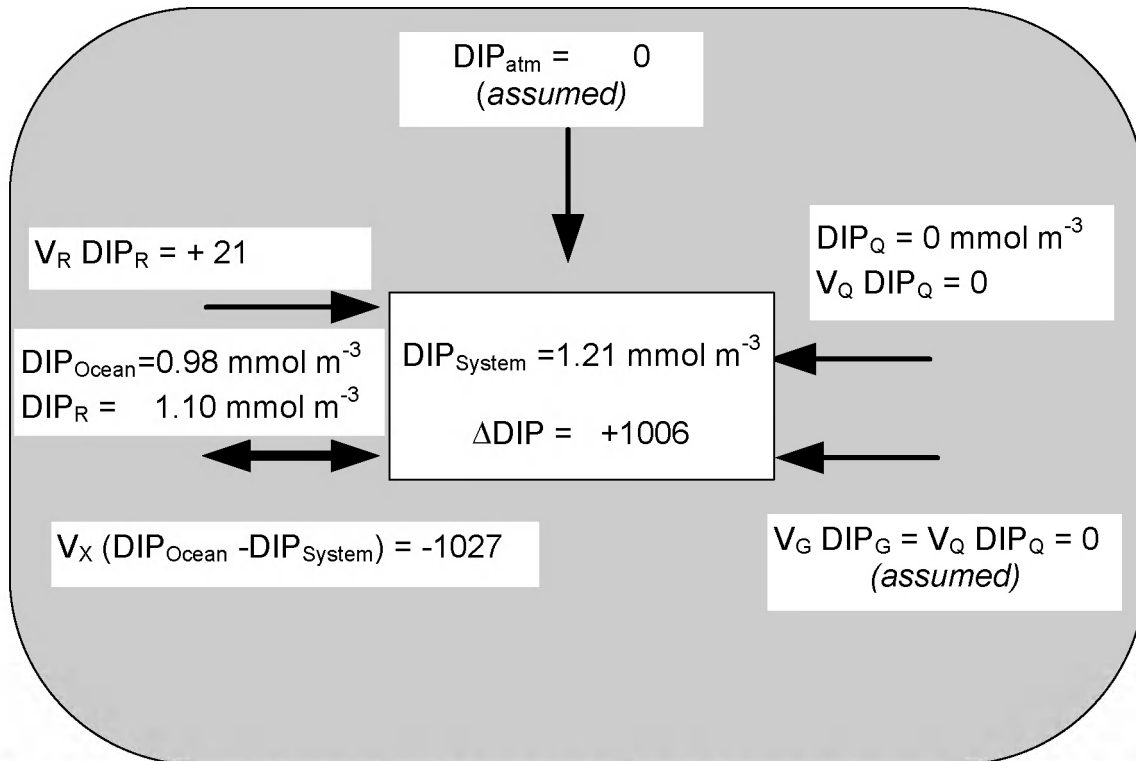 DIPatm = 0
(assumed)
VR DIPR = + 21
DIPQ = 0 mmol m-3
VQ DIPQ = 0
DIPOcean=0.98 mmol m-3
DIPR = 1.10 mmol m-3
DIPSystem =1.21 mmol m-3
ΔDIP = +1006
VX (DIPOcean -DIPSystem) = -1027
VG DIPG = VQ DIPQ = 0
(assumed)